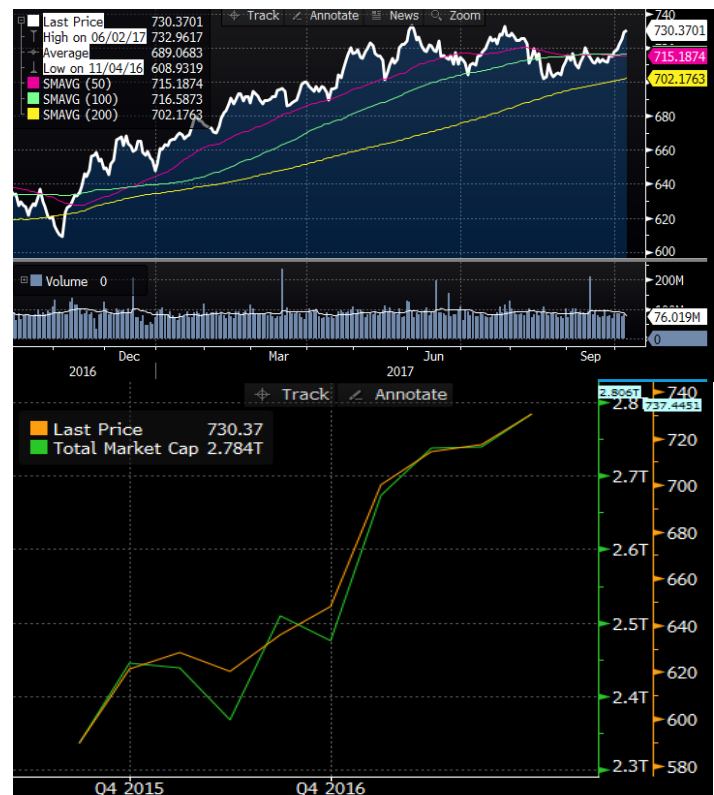 Track Annotate News Zoom
Last Price 730.3701
High on 06/02/17 732.9617
Average 689.0683
Low on 11/04/16 608.9319
SMAVG (50) 715.1874
SMAVG (100) 716.5873
SMAVG (200) 702.1763
740
730.3701
715.1874
702.1763
680
660
640
620
600
Volume 0
200M
76.019M
0
Dec Mar Jun Sep
2016 2017
Track Annotate
Last Price 730.37
Total Market Cap 2.784T
2.806T 740
2.8T 737.4451
720
2.7T 700
680
2.6T
660
2.5T 640
620
2.4T
600
2.3T 580
Q4 2015 Q4 2016